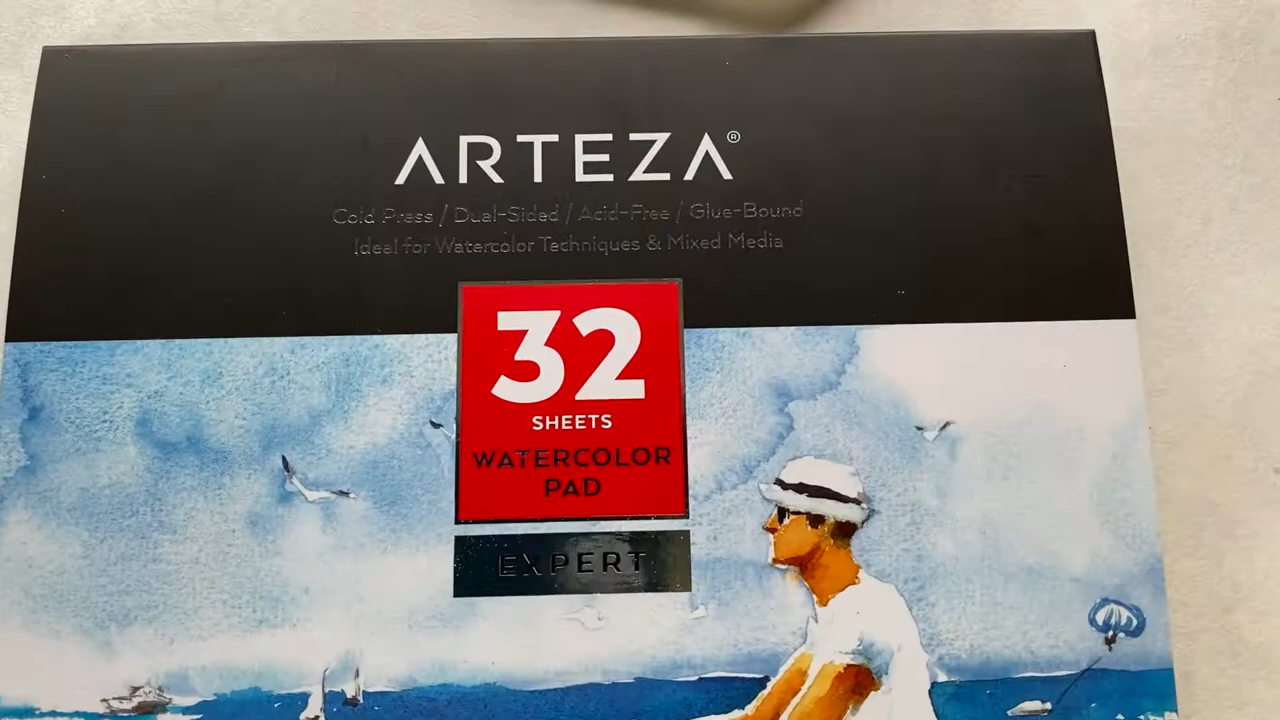 ARTEZA®
Cold Press / Dual-Sided / Acid-Free / Glue-Bound
Ideal for Watercolor Techniques & Mixed Media
32
SHEETS
WATERCOLOR
PAD
EXPERT